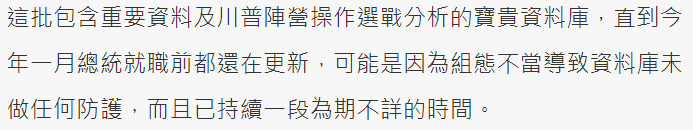 這批包含重要資料及川普陣營操作選戰分析的寶貴資料庫，直到今
年一月總統就職前都還在更新，可能是因為組態不當導致資料庫未
做任何防護，而且已持續一段為期不詳的時間。